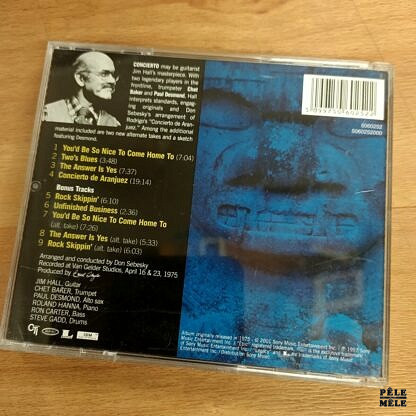 CONCIERTO may be guitarist
Jim Hall's masterpiece. With
two legendary players in the
frontline, trumpeter Chet
Baker and Paul Desmond, Hall
interprets standards, engag-
ing originals and Don
Sebesky's arrangement of
Rodrigo's "Concierto de Aran-
juez." Among the additional
material included are two new alternate takes and a sketch
featuring Desmond.
1 You'd Be So Nice To Come Home To (7:04)
2 Two's Blues (3:48)
3 The Answer Is Yes (7:37)
4 Concierto de Aranjuez (19:14)
Bonus Tracks
5 Rock Skippin' (6:10)
6 Unfinished Business (2:36)
7 You'd Be So Nice To Come Home To
(alt. take) (7:26)
8 The Answer Is Yes (alt. take) (5:33)
9 Rock Skippin' (alt. take) (6:03)
Arranged and conducted by Don Sebesky
Recorded at Van Gelder Studios, April 16 & 23, 1975
Produced by Creed Taylor
JIM HALL, Guitar
CHET BAKER, Trumpet
PAUL DESMOND, Alto sax
ROLAND HANNA, Piano
RON CARTER, Bass
STEVE GADD, Drums
5060252
5060252000
PÊLE
MÊLE